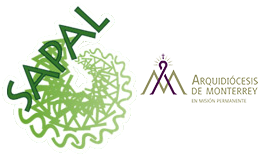 SAPAL
ARQUIDIÓCESIS
DE MONTERREY
EN MISIÓN PERMANENTE